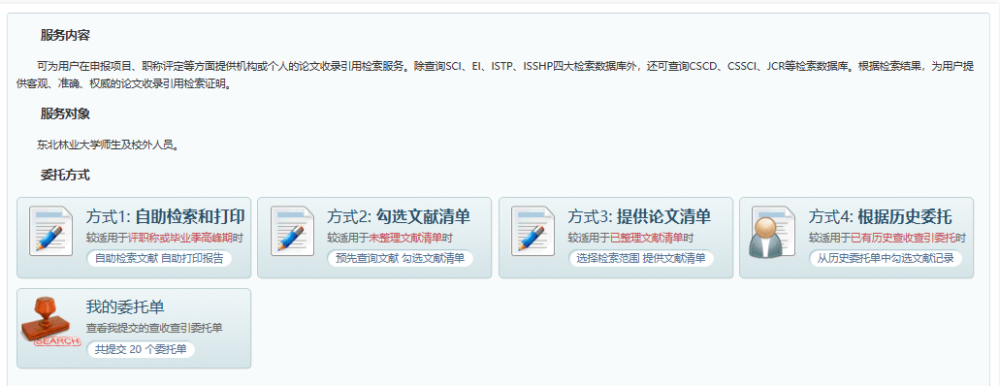 服务内容
可为用户在申报项目、职称评定等方面提供机构或个人的论文收录引用检索服务。除查询SCI、EI、ISTP、ISSHP四大检索数据库外，还可查询CSCD、CSSCI、JCR等检索数据库。根据检索结果，为用户提
供客观、准确、权威的论文收录引用检索证明。
服务对象
东北林业大学师生及校外人员。
委托方式
方式1: 自助检索和打印
较适用于评职称或毕业季高峰期时
自助检索文献 自助打印报告
方式2: 勾选文献清单
较适用于未整理文献清单时
预先查询文献 勾选文献清单
方式3: 提供论文清单
较适用于已整理文献清单时
选择检索范围 提供文献清单
方式4: 根据历史委托
较适用于已有历史查收查引委托时
从历史委托单中勾选文献记录
SEARCH
我的委托单
查看我提交的查收查引委托单
共提交 20 个委托单